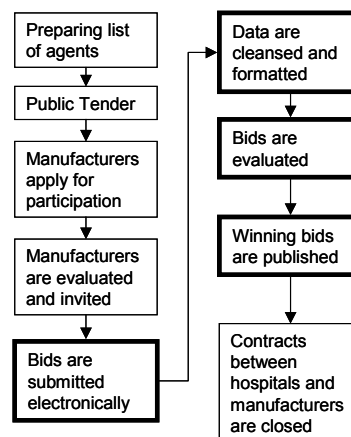 Preparing list
of agents
Public Tender
Manufacturers
apply for
participation
Manufacturers
are evaluated
and invited
Bids are
submitted
electronically
Data are
cleansed and
formatted
Bids are
evaluated
Winning bids
are published
Contracts
between
hospitals and
manufacturers
are closed